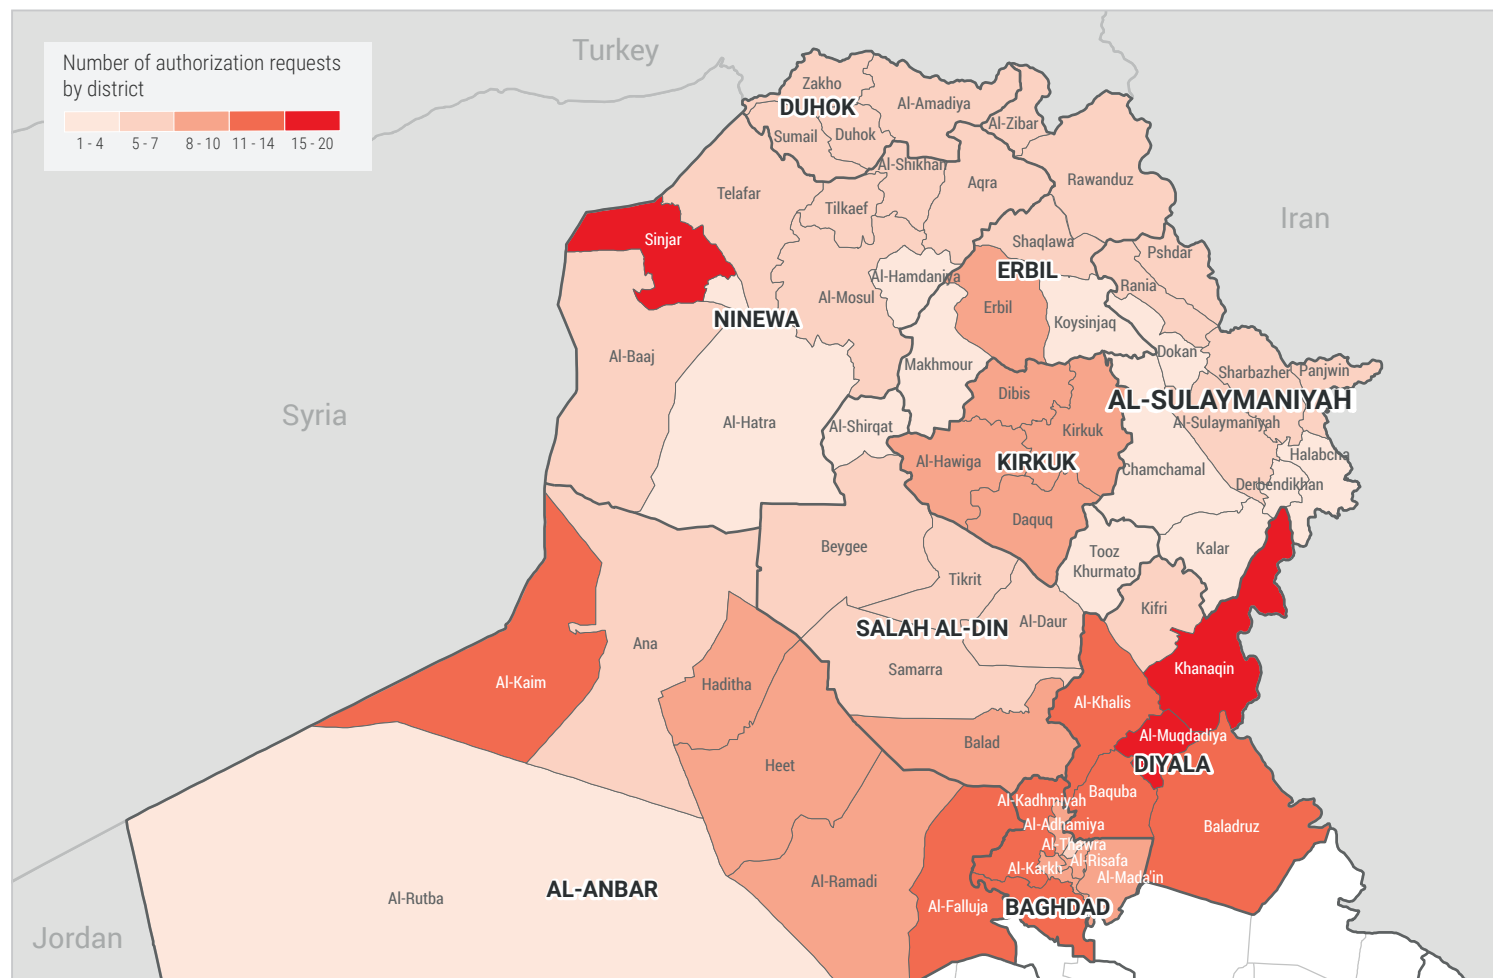 Number of authorization requests
by district
1 - 4
5 - 7
8 - 10
11 - 14
15 - 20
Turkey
Zakho
DUHOK
Al-Amadiya
Al-Zibar
Sumail
Duhok
Al-Shikhan
Aqra
Rawanduz
Telafar
Tilkaef
Iran
Sinjar
Shaqlawa
Pshdar
ERBIL
Al-Hamdaniya
Rania
Al-Mosul
Erbil
NINEWA
Koysinjaq
Al-Baaj
Makhmour
Dokan
Sharbazher
Panjwin
Dibis
AL-SULAYMANIYAH
Syria
Al-Hatra
Al-Shirqat
Kirkuk
Al-Sulaymaniyah
Al-Hawiga
KIRKUK
Chamchamal
Halabcha
Derbendikhan
Daquq
Beygee
Tooz
Khurmato
Kalar
Tikrit
Kifri
Al-Daur
SALAH AL-DIN
Ana
Samarra
Khanaqin
Al-Kaim
Haditha
Al-Khalis
Balad
Al-Muqdadiya
Heet
DIYALA
Baquba
Al-Kadhmiyah
Al-Adhamiya
Baladruz
Al-Thawra
Al-Risafa
Al-Karkh
Al-Mada'in
Al-Ramadi
AL-ANBAR
Al-Rutba
Al-Falluja
BAGHDAD
Jordan